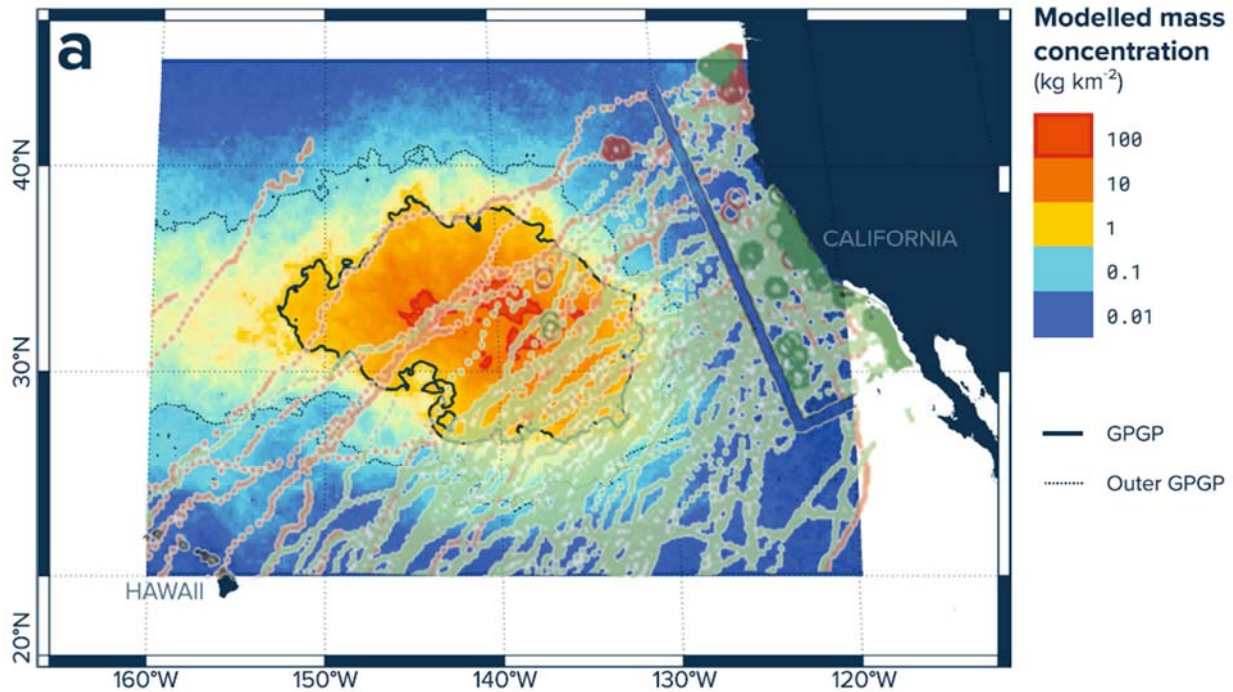 a
Modelled mass
concentration
(kg km⁻²)
100
10
1
0.1
0.01
GPGP
Outer GPGP
CALIFORNIA
HAWAII
40°N
30°N
20°N
160°W
150°W
140°W
130°W
120°W